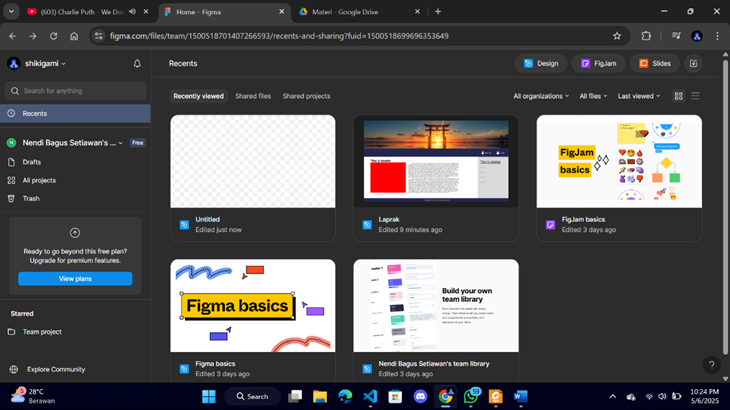 (603) Charlie Puth - We Don
Home – Figma
Materi - Google Drive
figma.com/files/team/1500518701407266593/recents-and-sharing?fuid=1500518699696353649
shikigami
Recents
Design
FigJam
Slides
Search for anything
Recents
Recently viewed
Shared files
Shared projects
All organizations
All files
Last viewed
Nendi Bagus Setiawan's ...
Free
Drafts
All projects
Trash
Ready to go beyond this free plan?
Upgrade for premium features.
View plans
Starred
Team project
Explore Community
This is header
FigJam
basics
Untitled
Edited just now
Laprak
Edited 9 minutes ago
FigJam basics
Edited 3 days ago
Figma basics
Build your own
team library
Figma basics
Edited 3 days ago
Nendi Bagus Setiawan's team library
Edited 3 days ago
28°C
Berawan
Search
10:24 PM
5/6/2025